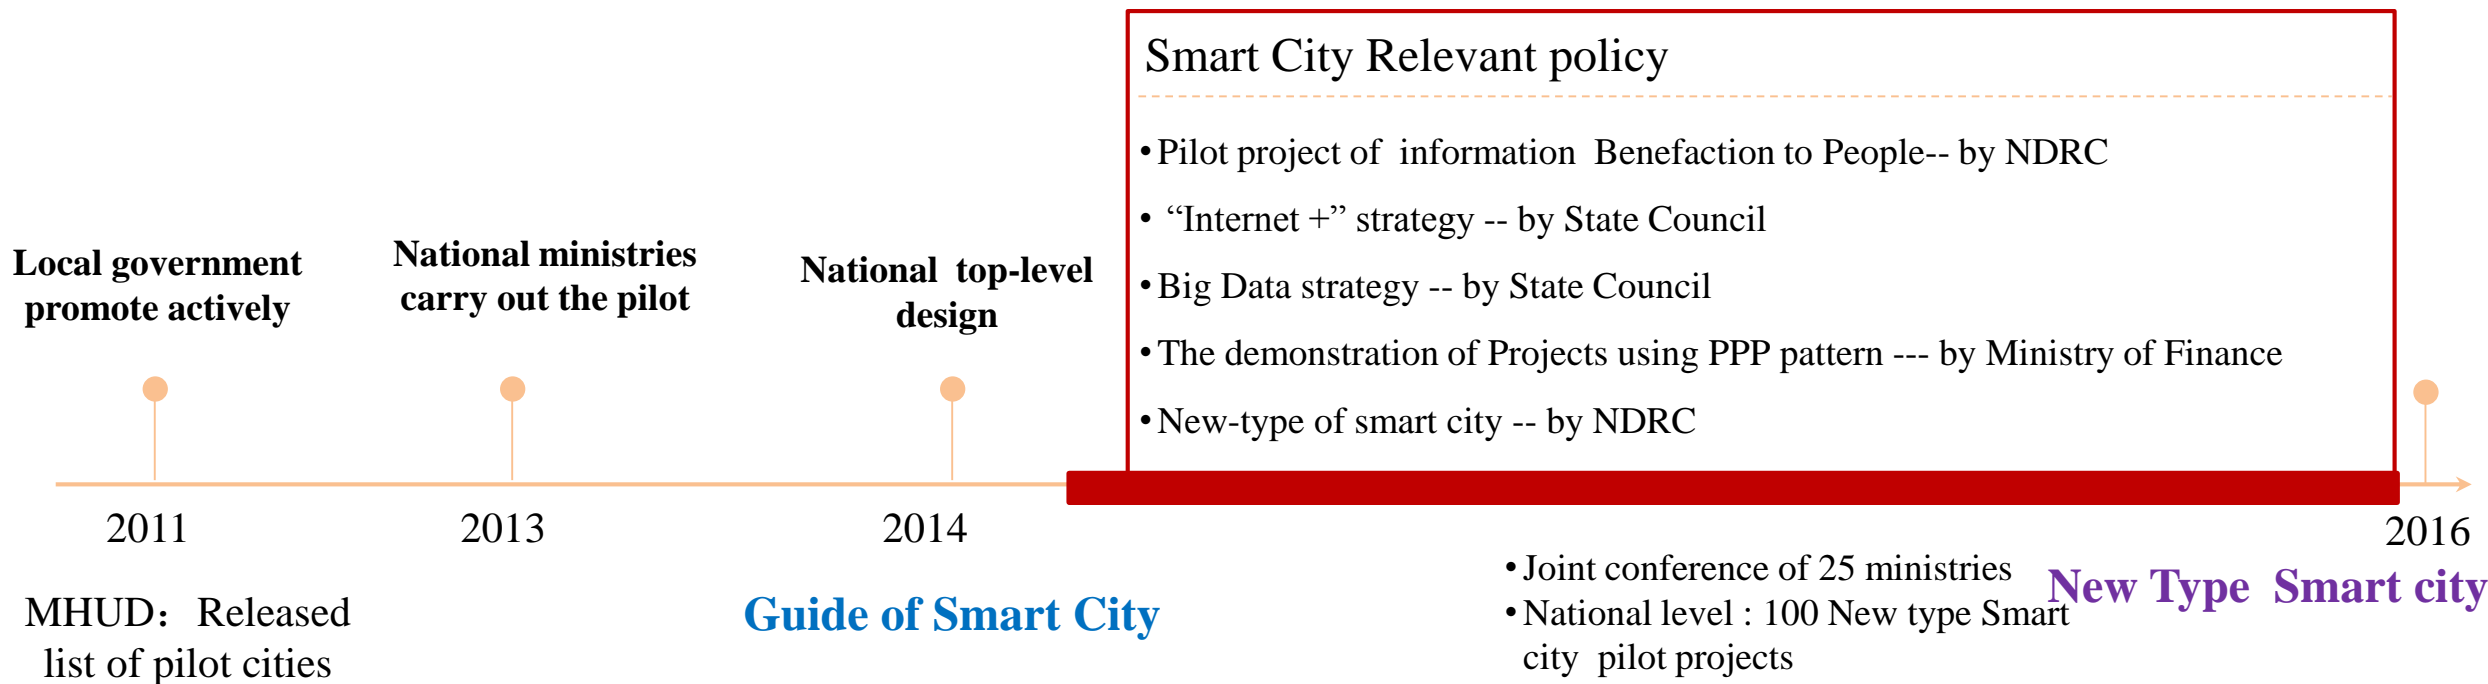 Smart City Relevant policy
• Pilot project of information Benefaction to People-- by NDRC
• “Internet +” strategy -- by State Council
• Big Data strategy -- by State Council
• The demonstration of Projects using PPP pattern --- by Ministry of Finance
• New-type of smart city -- by NDRC
Local government
promote actively
National ministries
carry out the pilot
National top-level
design
2011
2013
2014
2016
MHUD：Released
list of pilot cities
Guide of Smart City
• Joint conference of 25 ministries
• National level : 100 New type Smart
city pilot projects
New Type Smart city